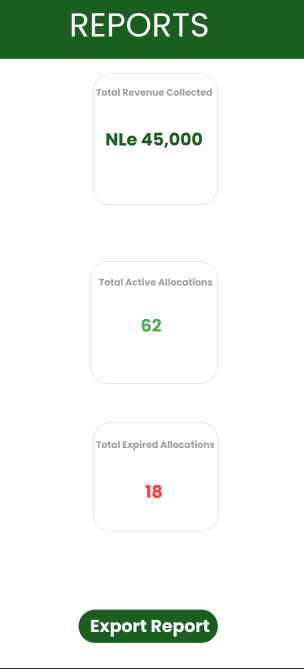 REPORTS
Total Revenue Collected
NLe 45,000
Total Active Allocations
62
Total Expired Allocations
18
Export Report